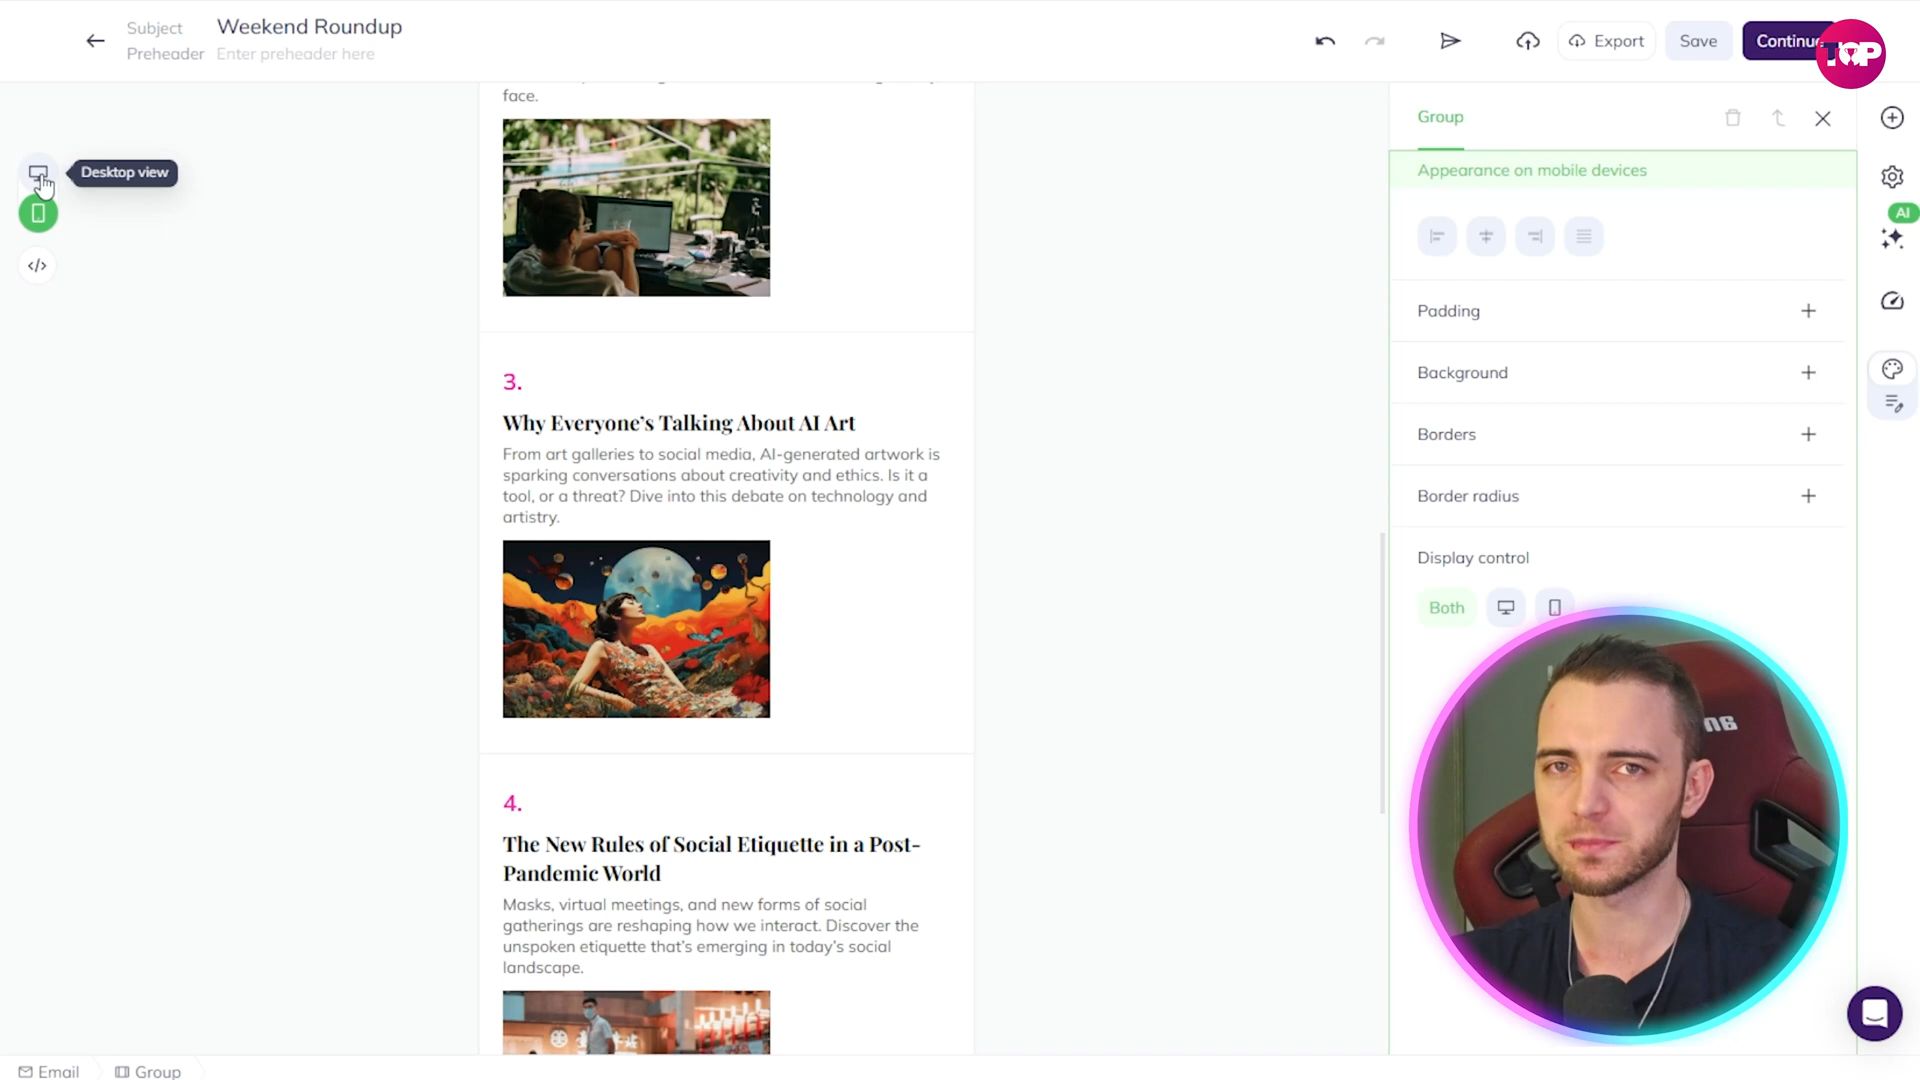 Subject
Weekend Roundup
Preheader
Enter preheader here
Export
Save
Continue
TOP
face.
Group
Appearance on mobile devices
Desktop view
AI
Padding
Background
3.
Why Everyone's Talking About AI Art
Borders
From art galleries to social media, AI-generated artwork is
sparking conversations about creativity and ethics. Is it a
tool, or a threat? Dive into this debate on technology and
artistry.
Border radius
Display control
Both
4.
The New Rules of Social Etiquette in a Post-
Pandemic World
Masks, virtual meetings, and new forms of social
gatherings are reshaping how we interact. Discover the
unspoken etiquette that's emerging in today's social
landscape.
Email
Group